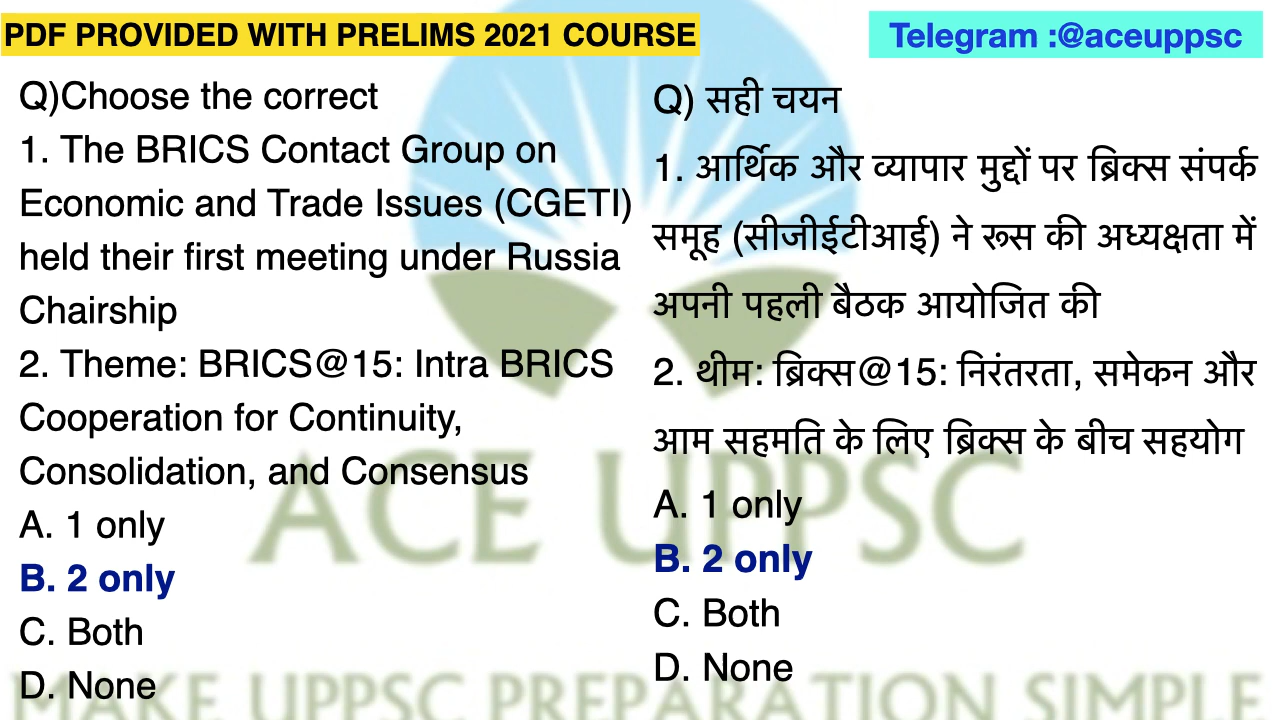 PDF PROVIDED WITH PRELIMS 2021 COURSE
Telegram :@aceuppsc
Q)Choose the correct
1. The BRICS Contact Group on
Economic and Trade Issues (CGETI)
held their first meeting under Russia
Chairship
2. Theme: BRICS@15: Intra BRICS
Cooperation for Continuity,
Consolidation, and Consensus
A. 1 only
B. 2 only
C. Both
D. None
Q) सही चयन
1. आर्थिक और व्यापार मुद्दों पर ब्रिक्स संपर्क
समूह (सीजीईटीआई) ने रूस की अध्यक्षता में
अपनी पहली बैठक आयोजित की
2. थीम: ब्रिक्स@15: निरंतरता, समेकन और
आम सहमति के लिए ब्रिक्स के बीच सहयोग
A. 1 only
B. 2 only
C. Both
D. None
ACE UPPSC
MAKE UPPSC PREPARATION SIMPLE